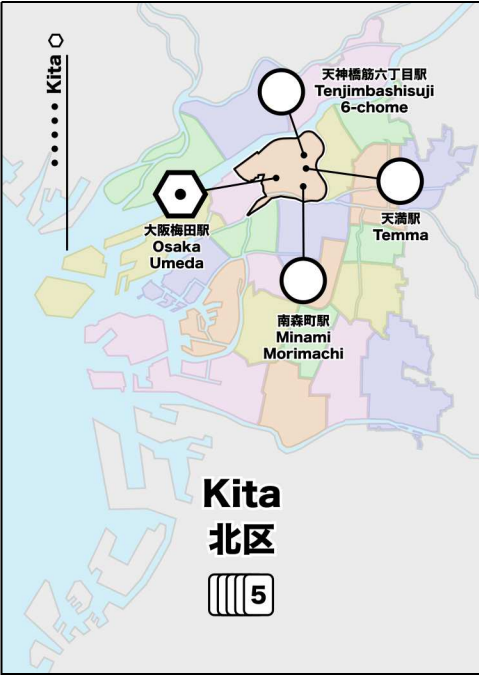 Kita
天神橋筋六丁目駅
Tenjimbashisuji
6-chome
天満駅
Temma
大阪梅田駅
Osaka
Umeda
南森町駅
Minami
Morimachi
Kita
北区
5